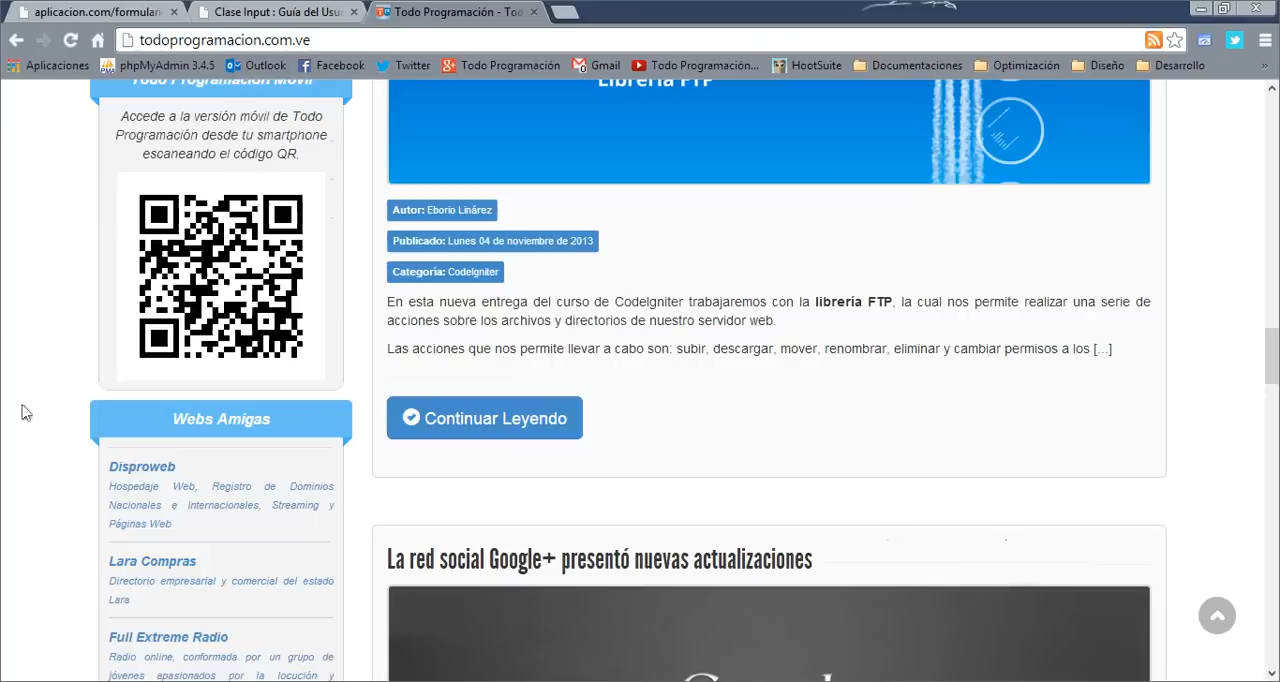 aplicacion.com/formular
Clase Input : Guía del Usu
Todo Programación - Tod
todoprogramacion.com.ve
Aplicaciones
phpMyAdmin 3.4.5
Outlook
Facebook
Twitter
Todo Programación
Gmail
Todo Programación...
HootSuite
Documentaciones
Optimización
Diseño
Desarrollo
»
Todo Programación Móvil
Accede a la versión móvil de Todo
Programación desde tu smartphone
escaneando el código QR.
Webs Amigas
Disproweb
Hospedaje Web, Registro de Dominios
Nacionales e Internacionales, Streaming y
Páginas Web
Lara Compras
Directorio empresarial y comercial del estado
Lara
Full Extreme Radio
Radio online, conformada por un grupo de
jóvenes apasionados por la locución y
Librería FTP
Autor: Eborio Linárez
Publicado: Lunes 04 de noviembre de 2013
Categoría: CodeIgniter
En esta nueva entrega del curso de CodeIgniter trabajaremos con la librería FTP, la cual nos permite realizar una serie de
acciones sobre los archivos y directorios de nuestro servidor web.
Las acciones que nos permite llevar a cabo son: subir, descargar, mover, renombrar, eliminar y cambiar permisos a los [...]
Continuar Leyendo
La red social Google+ presentó nuevas actualizaciones